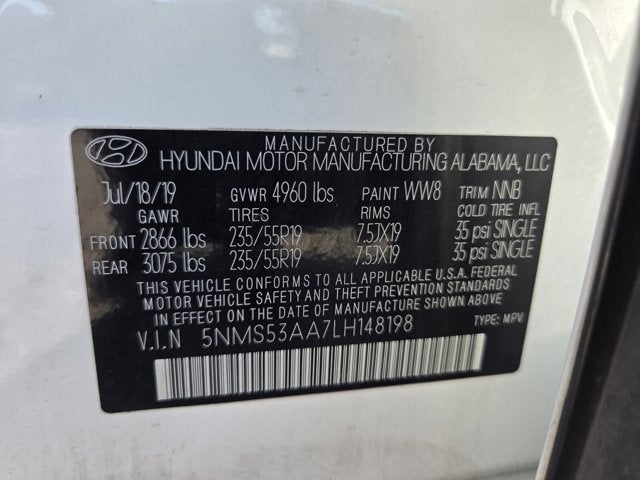 MANUFACTURED BY
HYUNDAI MOTOR MANUFACTURING ALABAMA, LLC
Jul/18/19 GVWR 4960 lbs PAINT WW8 TRIM NNB
GAWR TIRES RIMS COLD TIRE INFL
FRONT 2866 lbs 235/55R19 7.5JX19 35 psi SINGLE
REAR 3075 lbs 235/55R19 7.5JX19 35 psi SINGLE
THIS VEHICLE CONFORMS TO ALL APPLICABLE U.S.A. FEDERAL
MOTOR VEHICLE SAFETY AND THEFT PREVENTION STANDARDS
IN EFFECT ON THE DATE OF MANUFACTURE SHOWN ABOVE.
V.I.N 5NMS53AA7LH148198 TYPE: MPV